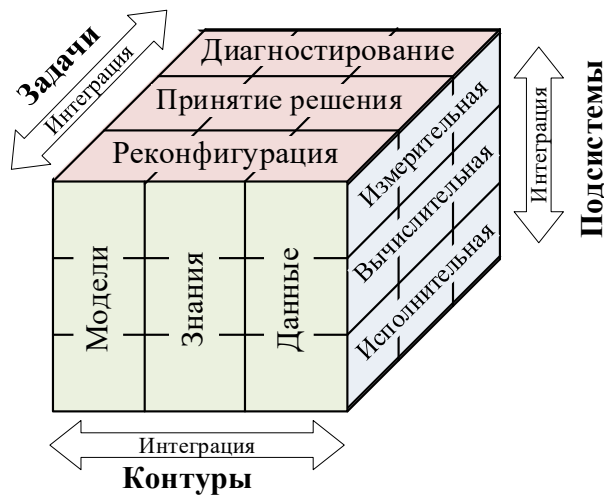 Задачи
Интеграция
Диагностирование
Принятие решения
Реконфигурация
Модели
Знания
Данные
Измерительная
Вычислительная
Исполнительная
Интеграция
Подсистемы
Интеграция
Контуры